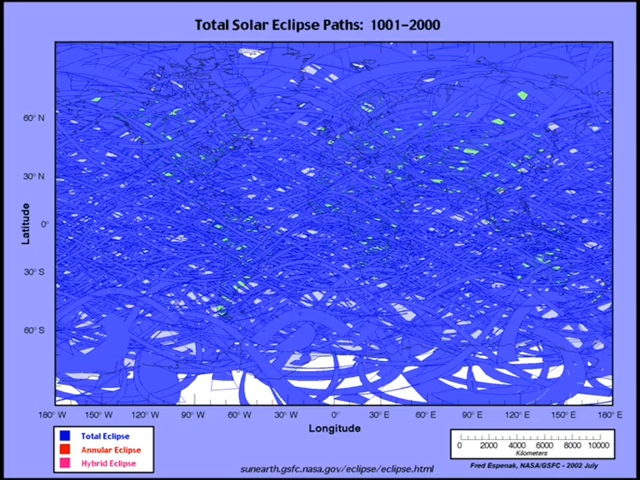 Total Solar Eclipse Paths: 1001–2000
60° N
30° N
0°
30° S
60° S
Latitude
180° W 150° W 120° W 90° W 60° W 30° W 0° 30° E 60° E 90° E 120° E 150° E 180° E
Longitude
Total Eclipse
Annular Eclipse
Hybrid Eclipse
0 2000 4000 6000 8000 10000
Kilometers
sunearth.gsfc.nasa.gov/eclipse/eclipse.html
Fred Espenak, NASA/GSFC - 2002 July